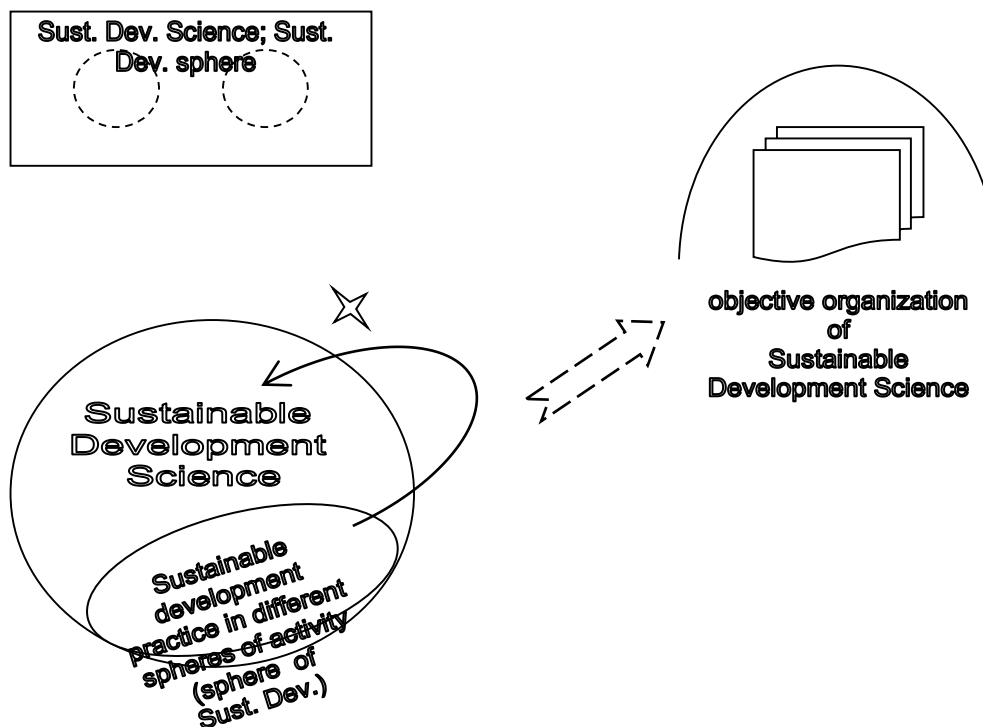 Sust. Dev. Science; Sust.
Dev. sphere
objective organization
of
Sustainable
Development Science
Sustainable
Development
Science
Sustainable
development
practice in different
spheres of activity
(sphere of
Sust. Dev.)